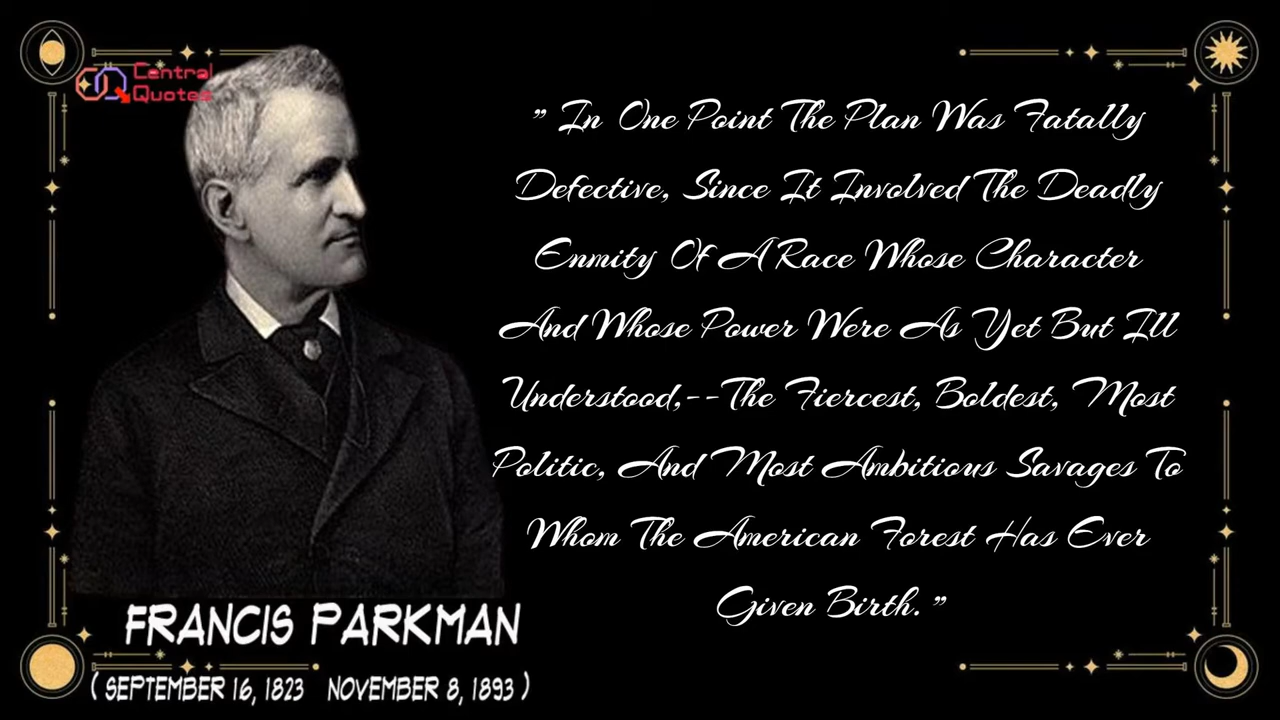 Central
Quotes
" In One Point The Plan Was Fatally
Defective, Since It Involved The Deadly
Enmity Of A Race Whose Character
And Whose Power Were As Yet But Ill
Understood,--The Fiercest, Boldest, Most
Politic, And Most Ambitious Savages To
Whom The American Forest Has Ever
Given Birth. "
FRANCIS PARKMAN
( SEPTEMBER 16, 1823 NOVEMBER 8, 1893 )